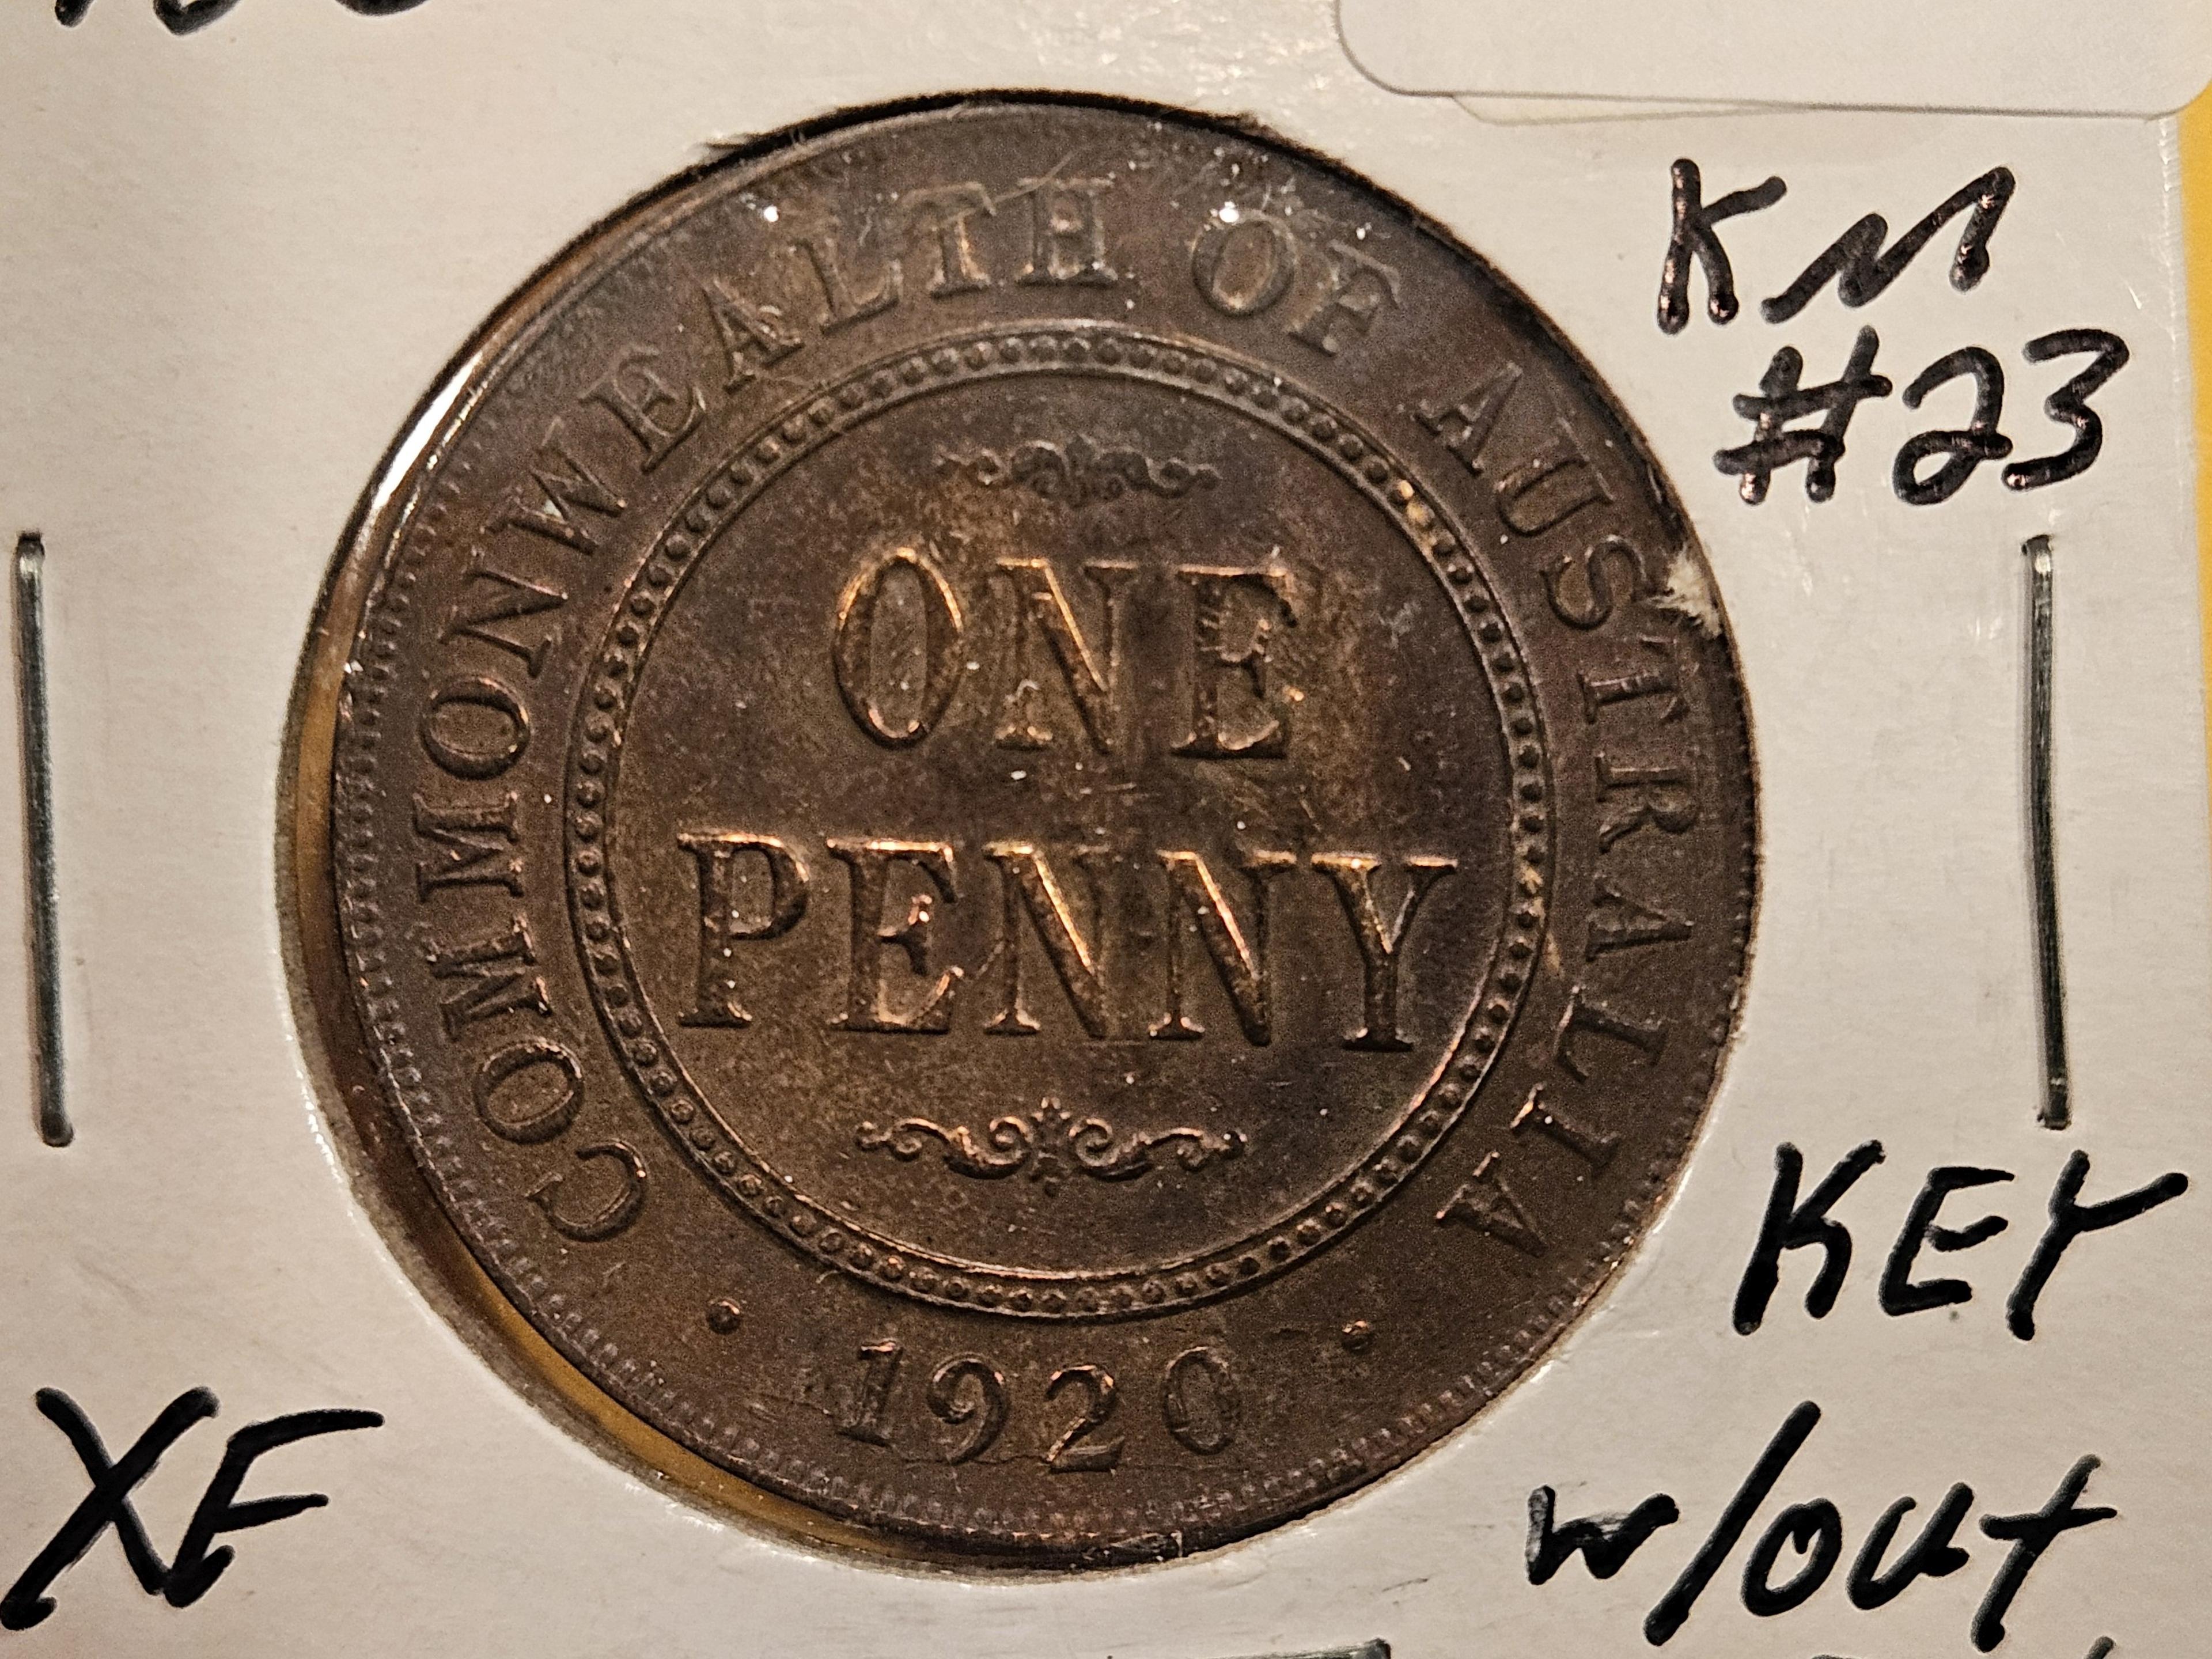 KM
#23
COMMONWEALTH OF AUSTRALIA
ONE
PENNY
· 1920 ·
KEY
XF
w/out